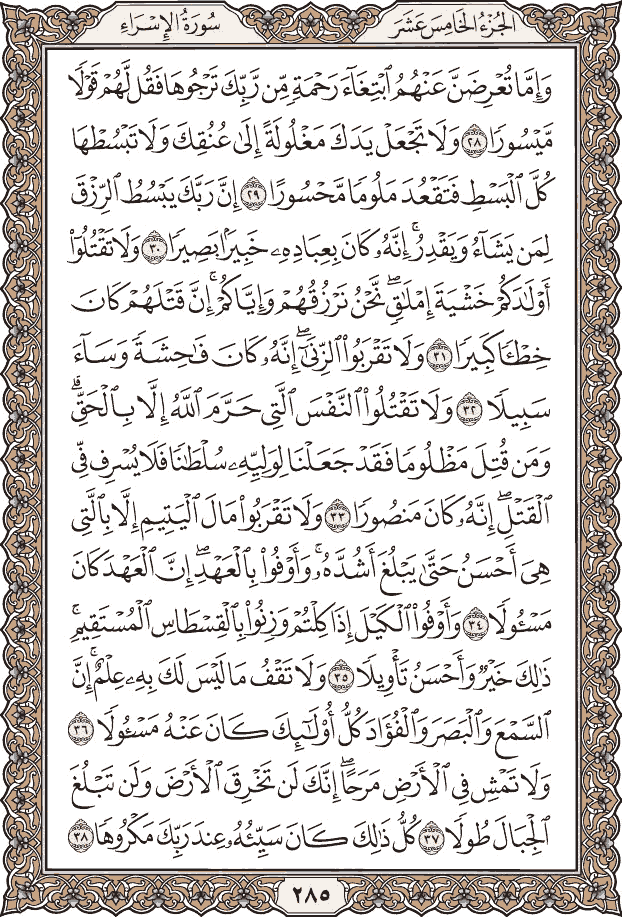 الجُزْءُ الخَامِسَ عَشَرَ
سُورَةُ الإِسْرَاءِ
وَإِمَّا تُعْرِضَنَّ عَنْهُمُ ٱبْتِغَآءَ رَحْمَةٖ مِّن رَّبِّكَ تَرْجُوهَا فَقُل لَّهُمْ قَوْلٗا
مَّيْسُورٗا ٢٨ وَلَا تَجْعَلْ يَدَكَ مَغْلُولَةً إِلَىٰ عُنُقِكَ وَلَا تَبْسُطْهَا
كُلَّ ٱلْبَسْطِ فَتَقْعُدَ مَلُومٗا مَّحْسُورًا ٢٩ إِنَّ رَبَّكَ يَبْسُطُ ٱلرِّزْقَ
لِمَن يَشَآءُ وَيَقْدِرُۚ إِنَّهُۥ كَانَ بِعِبَادِهِۦ خَبِيرَۢا بَصِيرٗا ٣٠ وَلَا تَقْتُلُوٓا۟
أَوْلَٰدَكُمْ خَشْيَةَ إِمْلَٰقٖۖ نَّحْنُ نَرْزُقُهُمْ وَإِيَّاكُمْۚ إِنَّ قَتْلَهُمْ كَانَ
خِطْـٔٗا كَبِيرٗا ٣١ وَلَا تَقْرَبُوا۟ ٱلزِّنَىٰٓۖ إِنَّهُۥ كَانَ فَٰحِشَةٗ وَسَآءَ
سَبِيلٗا ٣٢ وَلَا تَقْتُلُوا۟ ٱلنَّفْسَ ٱلَّتِي حَرَّمَ ٱللَّهُ إِلَّا بِٱلْحَقِّۗ
وَمَن قُتِلَ مَظْلُومٗا فَقَدْ جَعَلْنَا لِوَلِيِّهِۦ سُلْطَٰنٗا فَلَا يُسْرِف فِّي
ٱلْقَتْلِۖ إِنَّهُۥ كَانَ مَنصُورٗا ٣٣ وَلَا تَقْرَبُوا۟ مَالَ ٱلْيَتِيمِ إِلَّا بِٱلَّتِي
هِيَ أَحْسَنُ حَتَّىٰ يَبْلُغَ أَشُدَّهُۥۚ وَأَوْفُوا۟ بِٱلْعَهْدِۖ إِنَّ ٱلْعَهْدَ كَانَ
مَسْـُٔولٗا ٣٤ وَأَوْفُوا۟ ٱلْكَيْلَ إِذَا كِلْتُمْ وَزِنُوا۟ بِٱلْقِسْطَاسِ ٱلْمُسْتَقِيمِۚ
ذَٰلِكَ خَيْرٞ وَأَحْسَنُ تَأْوِيلٗا ٣٥ وَلَا تَقْفُ مَا لَيْسَ لَكَ بِهِۦ عِلْمٌۚ إِنَّ
ٱلسَّمْعَ وَٱلْبَصَرَ وَٱلْفُؤَادَ كُلُّ أُو۟لَٰٓئِكَ كَانَ عَنْهُ مَسْـُٔولٗا ٣٦
وَلَا تَمْشِ فِي ٱلْأَرْضِ مَرَحًاۖ إِنَّكَ لَن تَخْرِقَ ٱلْأَرْضَ وَلَن تَبْلُغَ
ٱلْجِبَالَ طُولٗا ٣٧ كُلُّ ذَٰلِكَ كَانَ سَيِّئُهُۥ عِندَ رَبِّكَ مَكْرُوهٗا ٣٨
٢٨٥